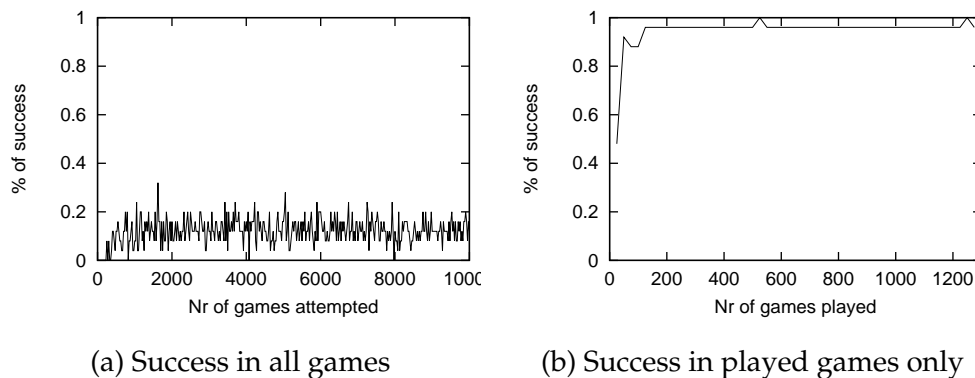 1
0.8
0.6
0.4
0.2
0
% of success
0 2000 4000 6000 8000 10000
Nr of games attempted
(a) Success in all games
1
0.8
0.6
0.4
0.2
0
% of success
0 200 400 600 800 1000 1200
Nr of games played
(b) Success in played games only